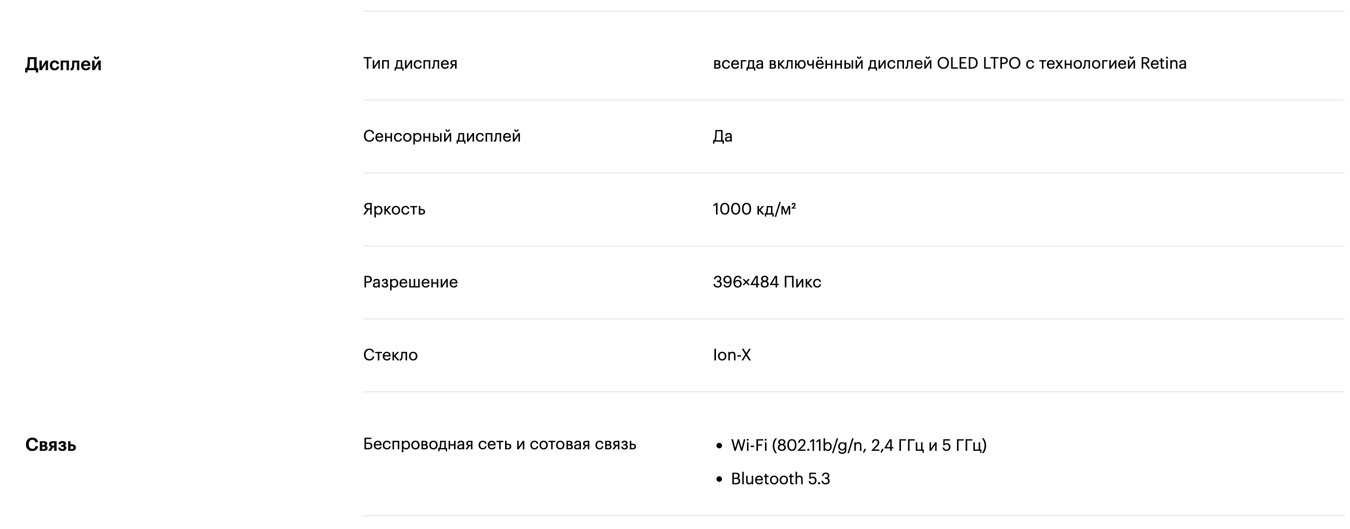 Дисплей
Тип дисплея
всегда включённый дисплей OLED LTPO с технологией Retina
Сенсорный дисплей
Да
Яркость
1000 кд/м²
Разрешение
396×484 Пикс
Стекло
Ion-X
Связь
Беспроводная сеть и сотовая связь
• Wi-Fi (802.11b/g/n, 2,4 ГГц и 5 ГГц)
• Bluetooth 5.3